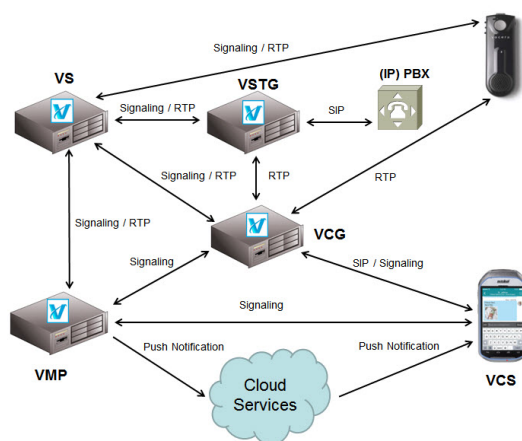 Signaling / RTP
VS
VSTG
(IP) PBX
Signaling / RTP
SIP
Signaling / RTP
RTP
RTP
Signaling / RTP
VCG
Signaling
SIP / Signaling
Signaling
VMP
Push Notification
Push Notification
VCS
Cloud
Services